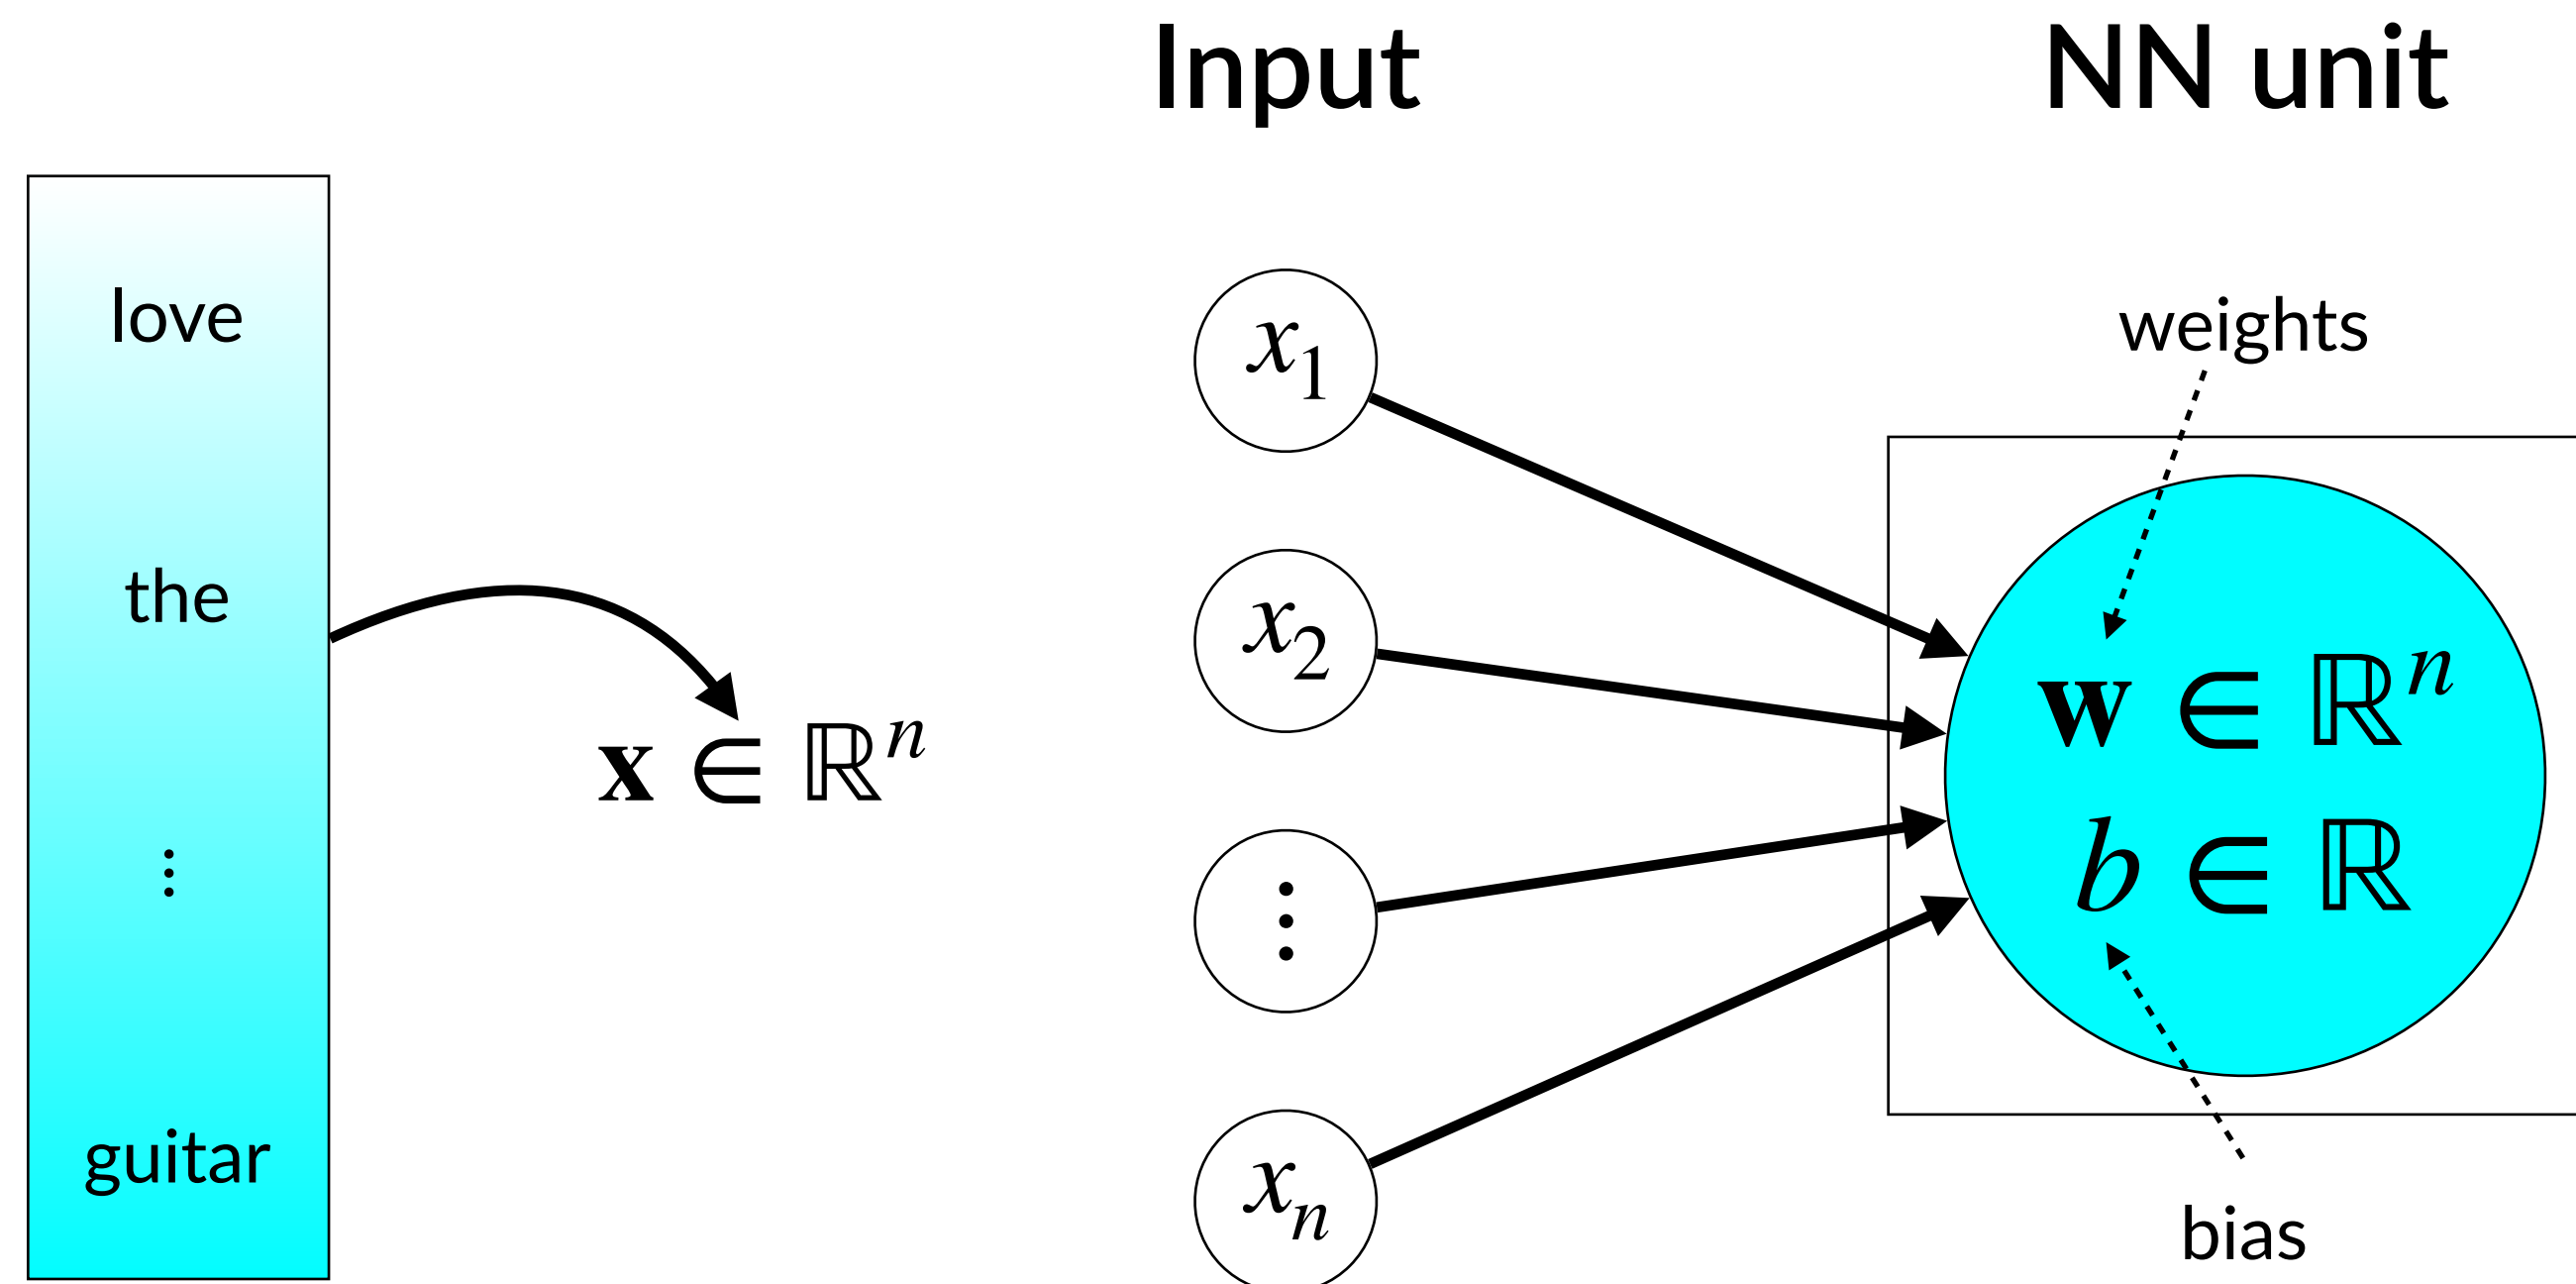 Input
NN unit
love
the
⋮
guitar
𝐱 ∈ ℝⁿ
x₁
x₂
⋮
xₙ
weights
𝐰 ∈ ℝⁿ
b ∈ ℝ
bias